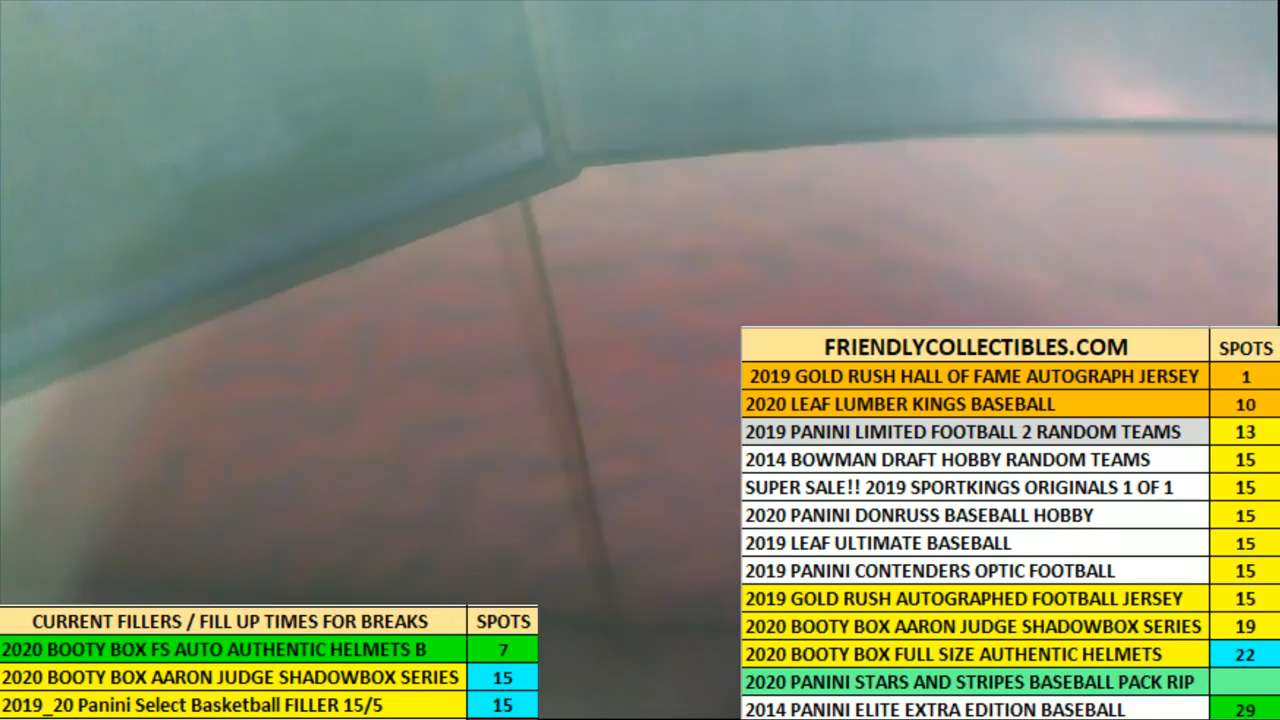 FRIENDLYCOLLECTIBLES.COM SPOTS
2019 GOLD RUSH HALL OF FAME AUTOGRAPH JERSEY 1
2020 LEAF LUMBER KINGS BASEBALL 10
2019 PANINI LIMITED FOOTBALL 2 RANDOM TEAMS 13
2014 BOWMAN DRAFT HOBBY RANDOM TEAMS 15
SUPER SALE!! 2019 SPORTKINGS ORIGINALS 1 OF 1 15
2020 PANINI DONRUSS BASEBALL HOBBY 15
2019 LEAF ULTIMATE BASEBALL 15
2019 PANINI CONTENDERS OPTIC FOOTBALL 15
2019 GOLD RUSH AUTOGRAPHED FOOTBALL JERSEY 15
2020 BOOTY BOX AARON JUDGE SHADOWBOX SERIES 19
2020 BOOTY BOX FULL SIZE AUTHENTIC HELMETS 22
2020 PANINI STARS AND STRIPES BASEBALL PACK RIP
2014 PANINI ELITE EXTRA EDITION BASEBALL 29
CURRENT FILLERS / FILL UP TIMES FOR BREAKS SPOTS
2020 BOOTY BOX FS AUTO AUTHENTIC HELMETS B 7
2020 BOOTY BOX AARON JUDGE SHADOWBOX SERIES 15
2019_20 Panini Select Basketball FILLER 15/5 15